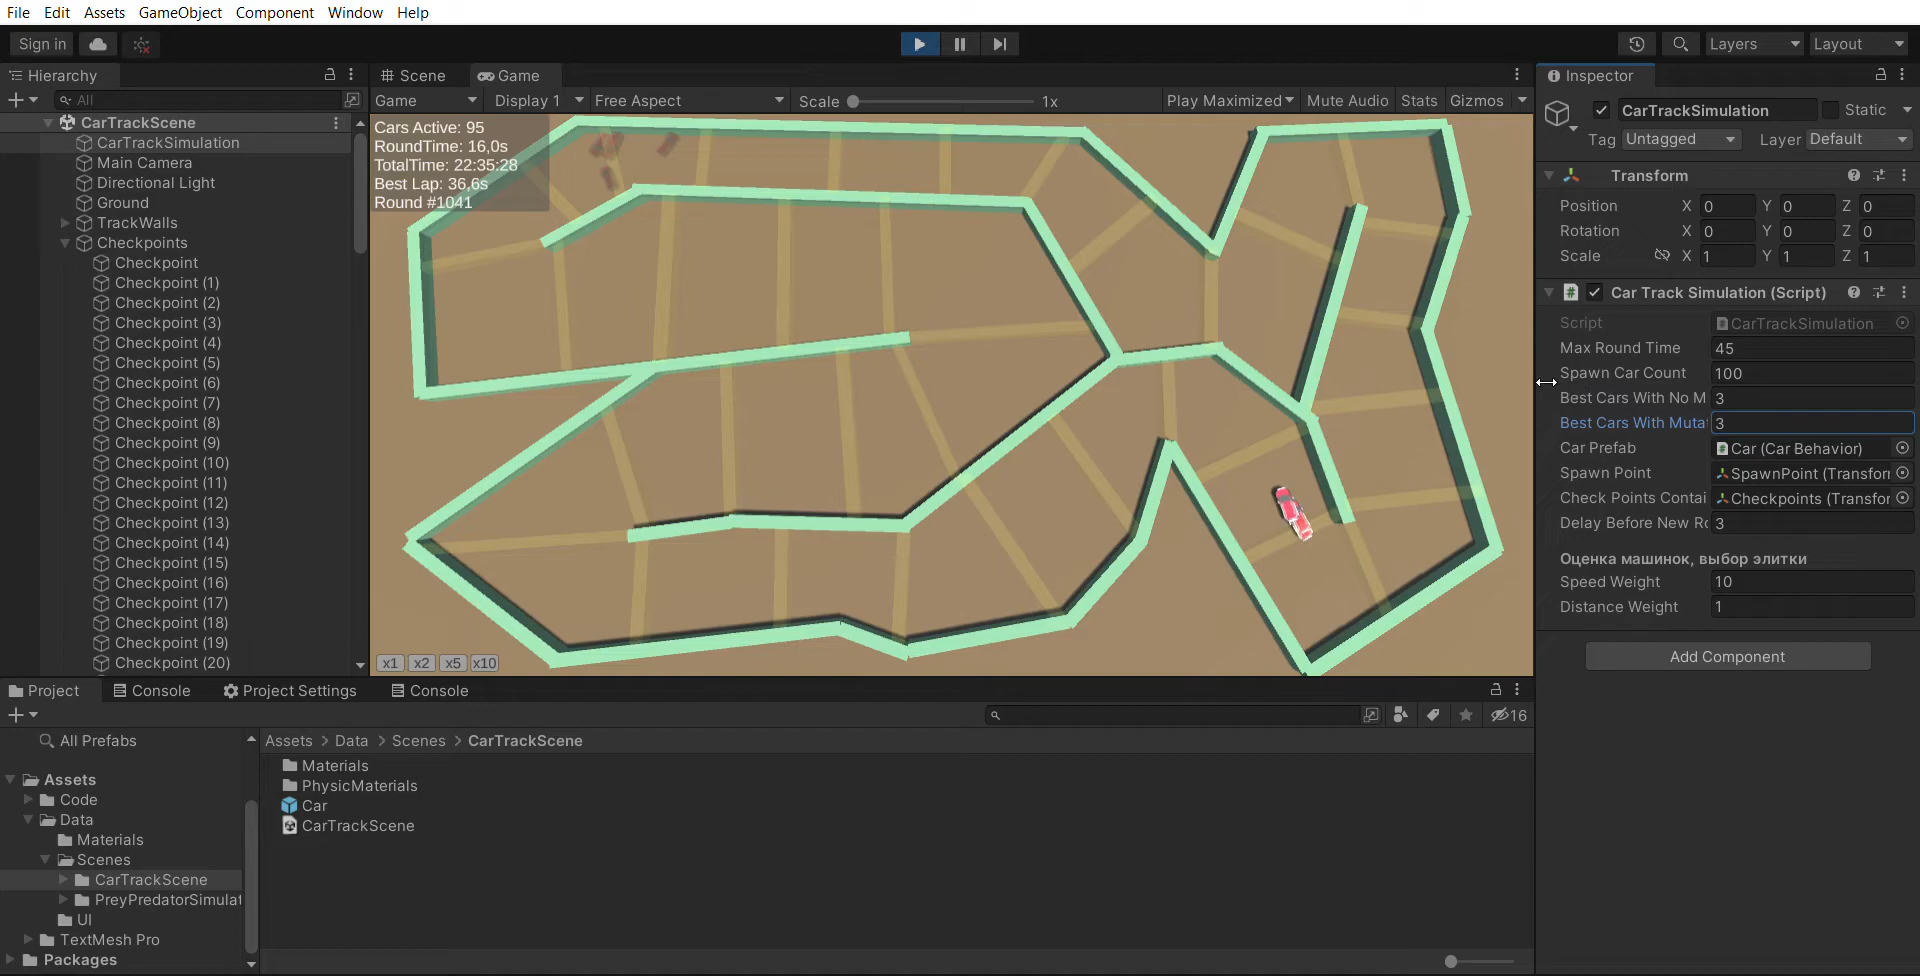 File Edit Assets GameObject Component Window Help
Sign in
Layers Layout
Hierarchy
All
CarTrackScene
CarTrackSimulation
Main Camera
Directional Light
Ground
TrackWalls
Checkpoints
Checkpoint
Checkpoint (1)
Checkpoint (2)
Checkpoint (3)
Checkpoint (4)
Checkpoint (5)
Checkpoint (6)
Checkpoint (7)
Checkpoint (8)
Checkpoint (9)
Checkpoint (10)
Checkpoint (11)
Checkpoint (12)
Checkpoint (13)
Checkpoint (14)
Checkpoint (15)
Checkpoint (16)
Checkpoint (17)
Checkpoint (18)
Checkpoint (19)
Checkpoint (20)
Scene Game
Game Display 1 Free Aspect Scale 1x Play Maximized Mute Audio Stats Gizmos
Cars Active: 95
RoundTime: 16,0s
TotalTime: 22:35:28
Best Lap: 36,6s
Round #1041
x1 x2 x5 x10
Inspector
CarTrackSimulation Static
Tag Untagged Layer Default
Transform
Position X 0 Y 0 Z 0
Rotation X 0 Y 0 Z 0
Scale X 1 Y 1 Z 1
# Car Track Simulation (Script)
Script CarTrackSimulation
Max Round Time 45
Spawn Car Count 100
Best Cars With No M 3
Best Cars With Muta 3
Car Prefab Car (Car Behavior)
Spawn Point SpawnPoint (Transfor
Check Points Contai Checkpoints (Transfor
Delay Before New Ro 3
Оценка машинок, выбор элитки
Speed Weight 10
Distance Weight 1
Add Component
Project Console Project Settings Console
16
All Prefabs
Assets
Code
Data
Materials
Scenes
CarTrackScene
PreyPredatorSimulat
UI
TextMesh Pro
Packages
Assets > Data > Scenes > CarTrackScene
Materials
PhysicMaterials
Car
CarTrackScene